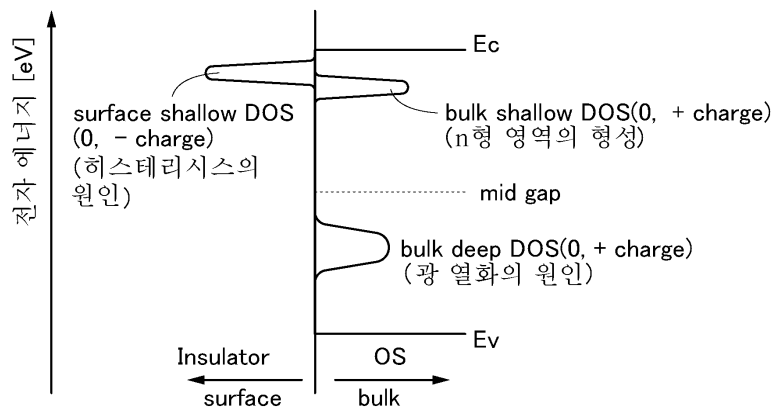 전자 에너지 [eV]
Ec
surface shallow DOS
(0, − charge)
(히스테리시스의
원인)
bulk shallow DOS(0, + charge)
(n형 영역의 형성)
mid gap
bulk deep DOS(0, + charge)
(광 열화의 원인)
Ev
Insulator
OS
surface
bulk